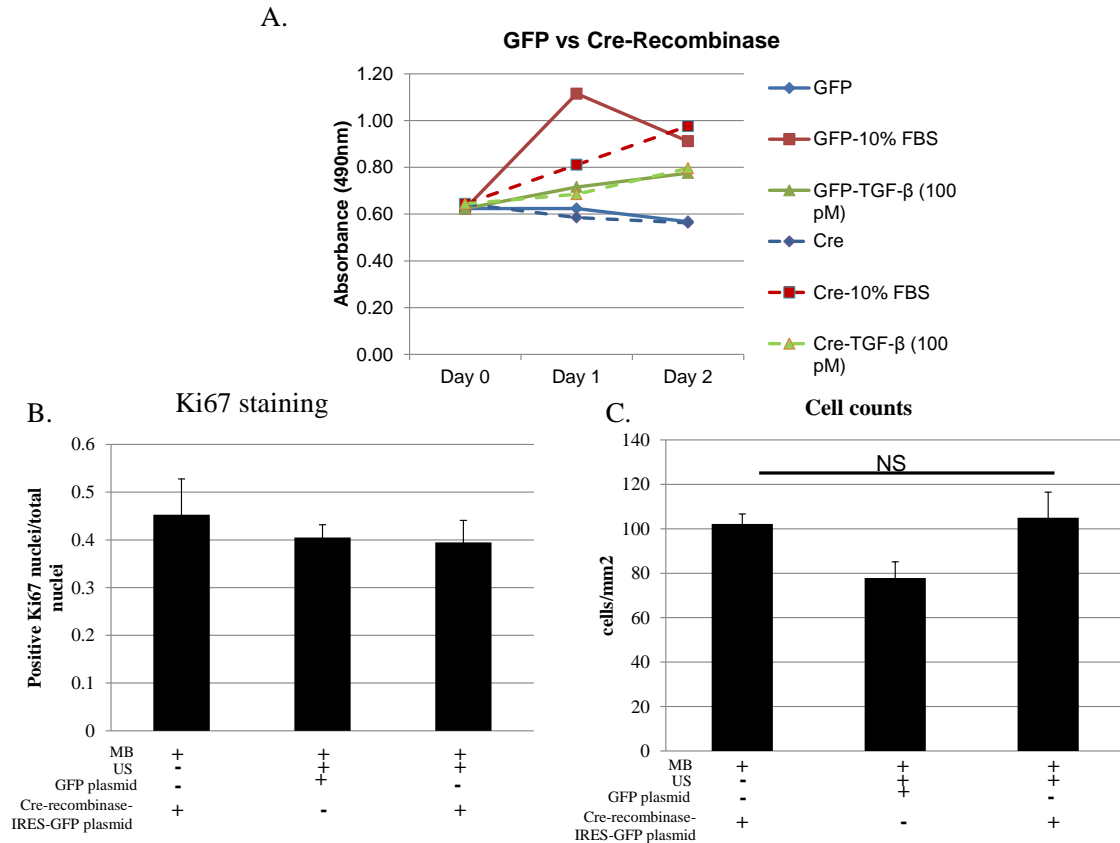 A.
GFP vs Cre-Recombinase
Absorbance (490nm)
1.20
1.00
0.80
0.60
0.40
0.20
0.00
Day 0 Day 1 Day 2
GFP
GFP-10% FBS
GFP-TGF-β (100
pM)
Cre
Cre-10% FBS
Cre-TGF-β (100
pM)
B.
Ki67 staining
Positive Ki67 nuclei/total
nuclei
0.6
0.5
0.4
0.3
0.2
0.1
0
MB + + +
US - + +
GFP plasmid - + -
Cre-recombinase-
IRES-GFP plasmid + - +
C.
Cell counts
NS
cells/mm2
140
120
100
80
60
40
20
0
MB + + +
US - + +
GFP plasmid - + -
Cre-recombinase-
IRES-GFP plasmid + - +